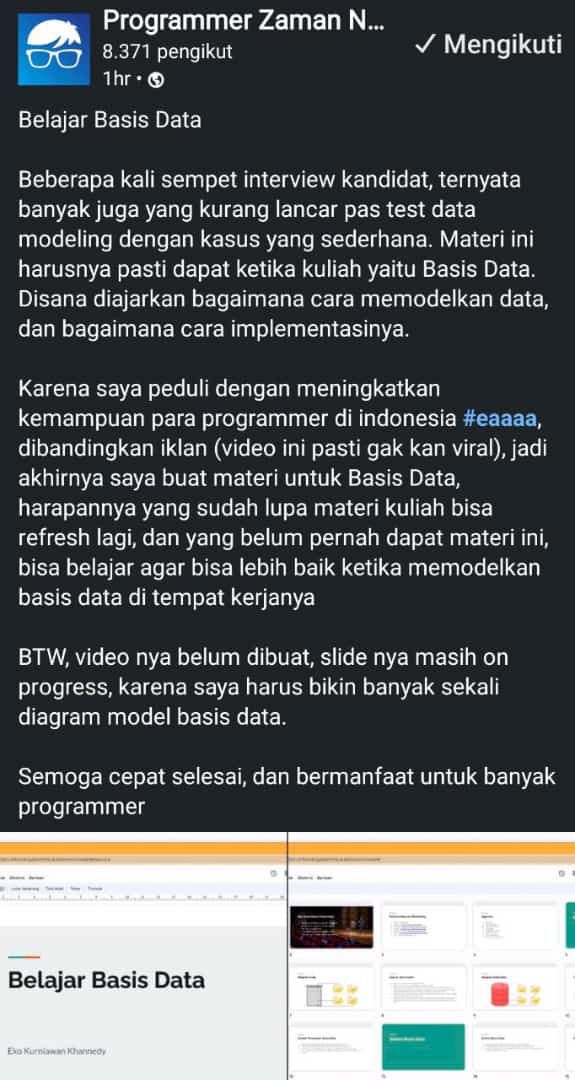 Programmer Zaman N...
8.371 pengikut
✓ Mengikuti
1hr •
Belajar Basis Data
Beberapa kali sempet interview kandidat, ternyata
banyak juga yang kurang lancar pas test data
modeling dengan kasus yang sederhana. Materi ini
harusnya pasti dapat ketika kuliah yaitu Basis Data.
Disana diajarkan bagaimana cara memodelkan data,
dan bagaimana cara implementasinya.
Karena saya peduli dengan meningkatkan
kemampuan para programmer di indonesia #eaaaa,
dibandingkan iklan (video ini pasti gak kan viral), jadi
akhirnya saya buat materi untuk Basis Data,
harapannya yang sudah lupa materi kuliah bisa
refresh lagi, dan yang belum pernah dapat materi ini,
bisa belajar agar bisa lebih baik ketika memodelkan
basis data di tempat kerjanya
BTW, video nya belum dibuat, slide nya masih on
progress, karena saya harus bikin banyak sekali
diagram model basis data.
Semoga cepat selesai, dan bermanfaat untuk banyak
programmer
Belajar Basis Data
Eko Kurniawan Khannedy